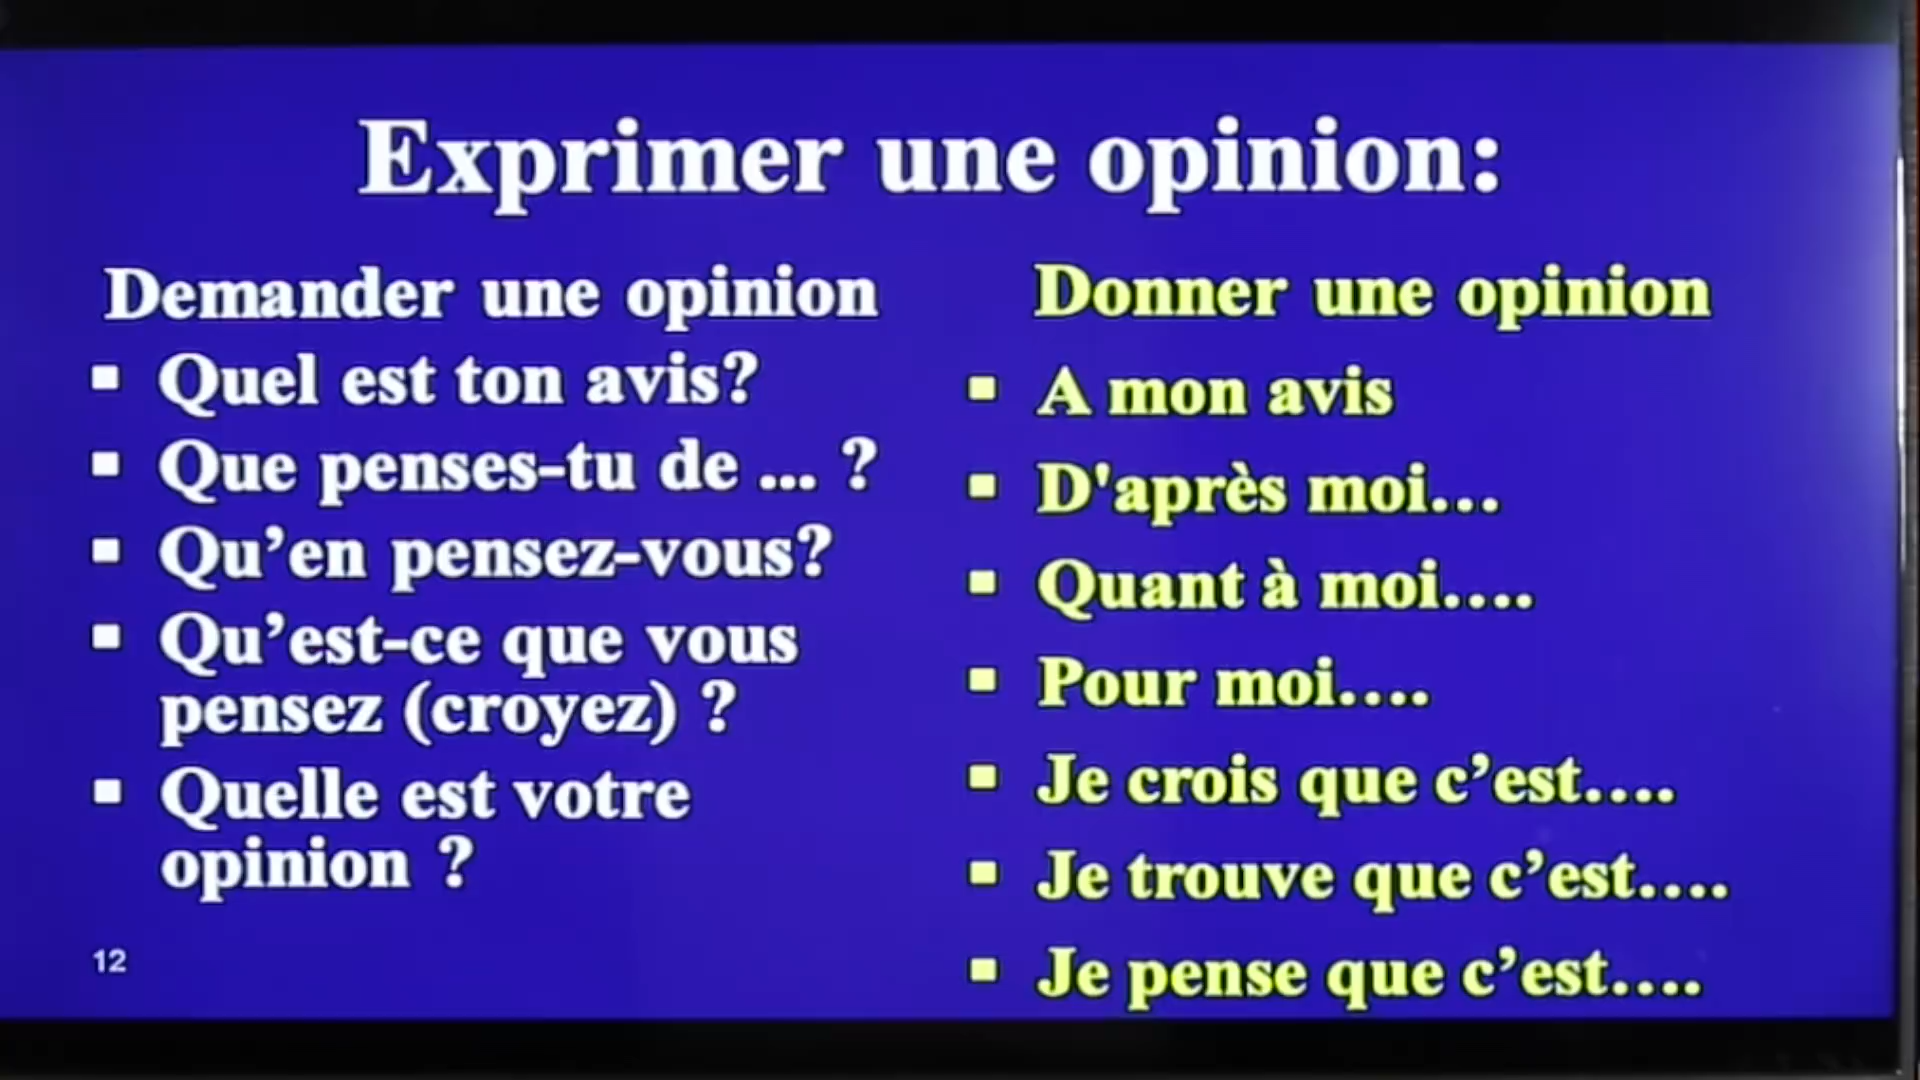 Exprimer une opinion:
Demander une opinion
▪ Quel est ton avis?
▪ Que penses-tu de ... ?
▪ Qu’en pensez-vous?
▪ Qu’est-ce que vous
pensez (croyez) ?
▪ Quelle est votre
opinion ?
Donner une opinion
▪ A mon avis
▪ D'après moi…
▪ Quant à moi….
▪ Pour moi….
▪ Je crois que c’est….
▪ Je trouve que c’est….
▪ Je pense que c’est….
12